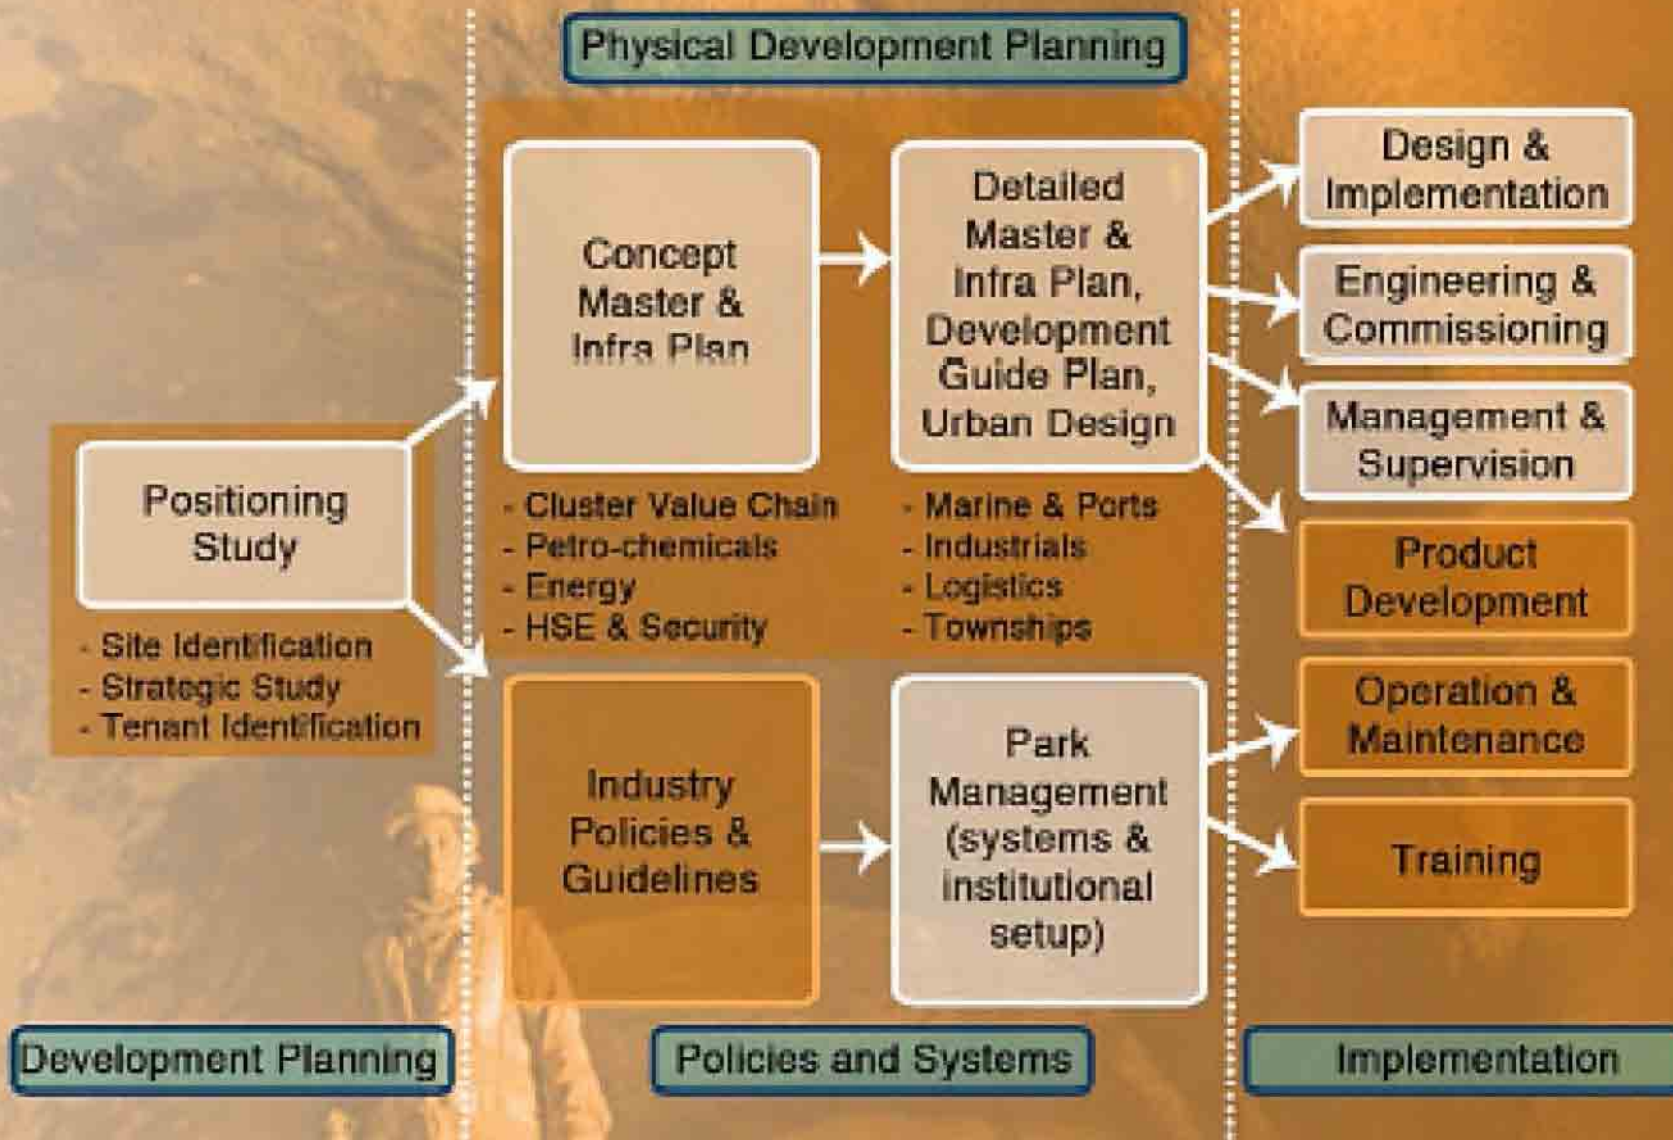 Physical Development Planning
Positioning
Study
- Site Identification
- Strategic Study
- Tenant Identification
Concept
Master &
Infra Plan
- Cluster Value Chain
- Petro-chemicals
- Energy
- HSE & Security
Detailed
Master &
Infra Plan,
Development
Guide Plan,
Urban Design
- Marine & Ports
- Industrials
- Logistics
- Townships
Industry
Policies &
Guidelines
Park
Management
(systems &
institutional
setup)
Design &
Implementation
Engineering &
Commissioning
Management &
Supervision
Product
Development
Operation &
Maintenance
Training
Development Planning
Policies and Systems
Implementation